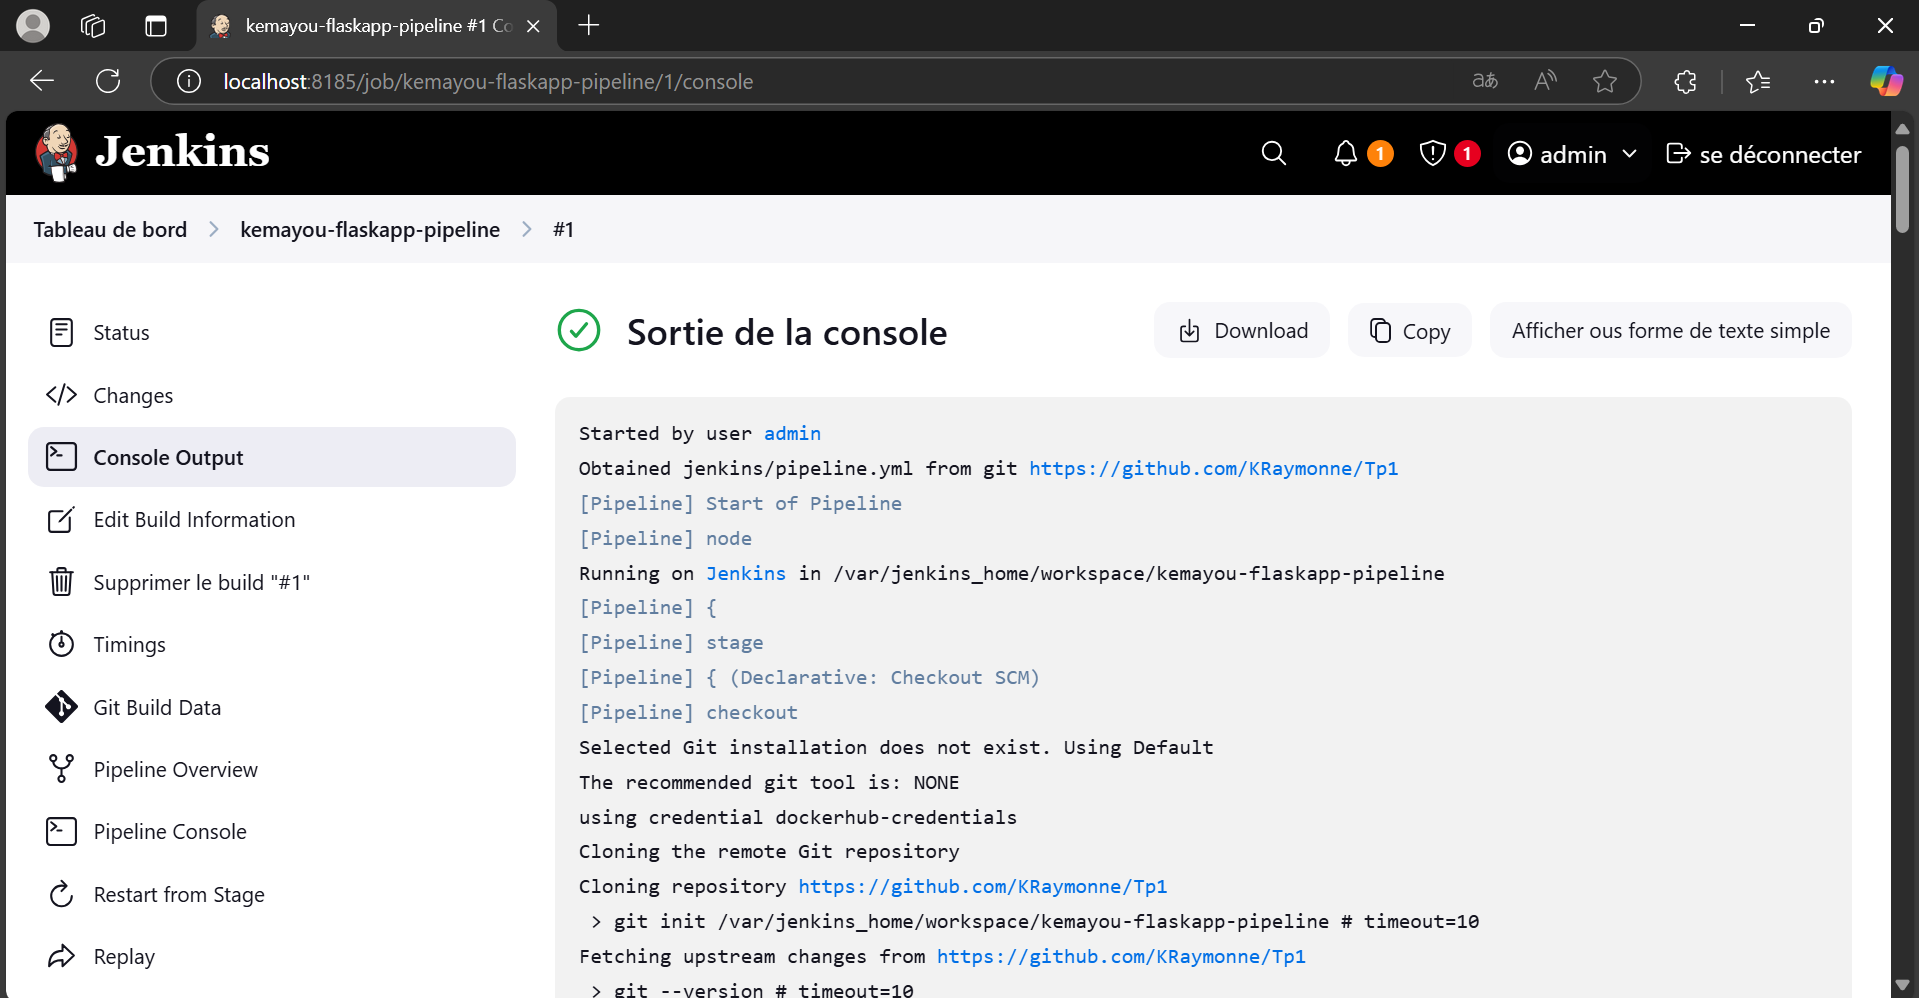 kemayou-flaskapp-pipeline #1 Co
localhost:8185/job/kemayou-flaskapp-pipeline/1/console
Jenkins
1
1
admin
se déconnecter
Tableau de bord
kemayou-flaskapp-pipeline
#1
Status
Changes
Console Output
Edit Build Information
Supprimer le build "#1"
Timings
Git Build Data
Pipeline Overview
Pipeline Console
Restart from Stage
Replay
Sortie de la console
Download
Copy
Afficher ous forme de texte simple
Started by user admin
Obtained jenkins/pipeline.yml from git https://github.com/KRaymonne/Tp1
[Pipeline] Start of Pipeline
[Pipeline] node
Running on Jenkins in /var/jenkins_home/workspace/kemayou-flaskapp-pipeline
[Pipeline] {
[Pipeline] stage
[Pipeline] { (Declarative: Checkout SCM)
[Pipeline] checkout
Selected Git installation does not exist. Using Default
The recommended git tool is: NONE
using credential dockerhub-credentials
Cloning the remote Git repository
Cloning repository https://github.com/KRaymonne/Tp1
> git init /var/jenkins_home/workspace/kemayou-flaskapp-pipeline # timeout=10
Fetching upstream changes from https://github.com/KRaymonne/Tp1
> git --version # timeout=10